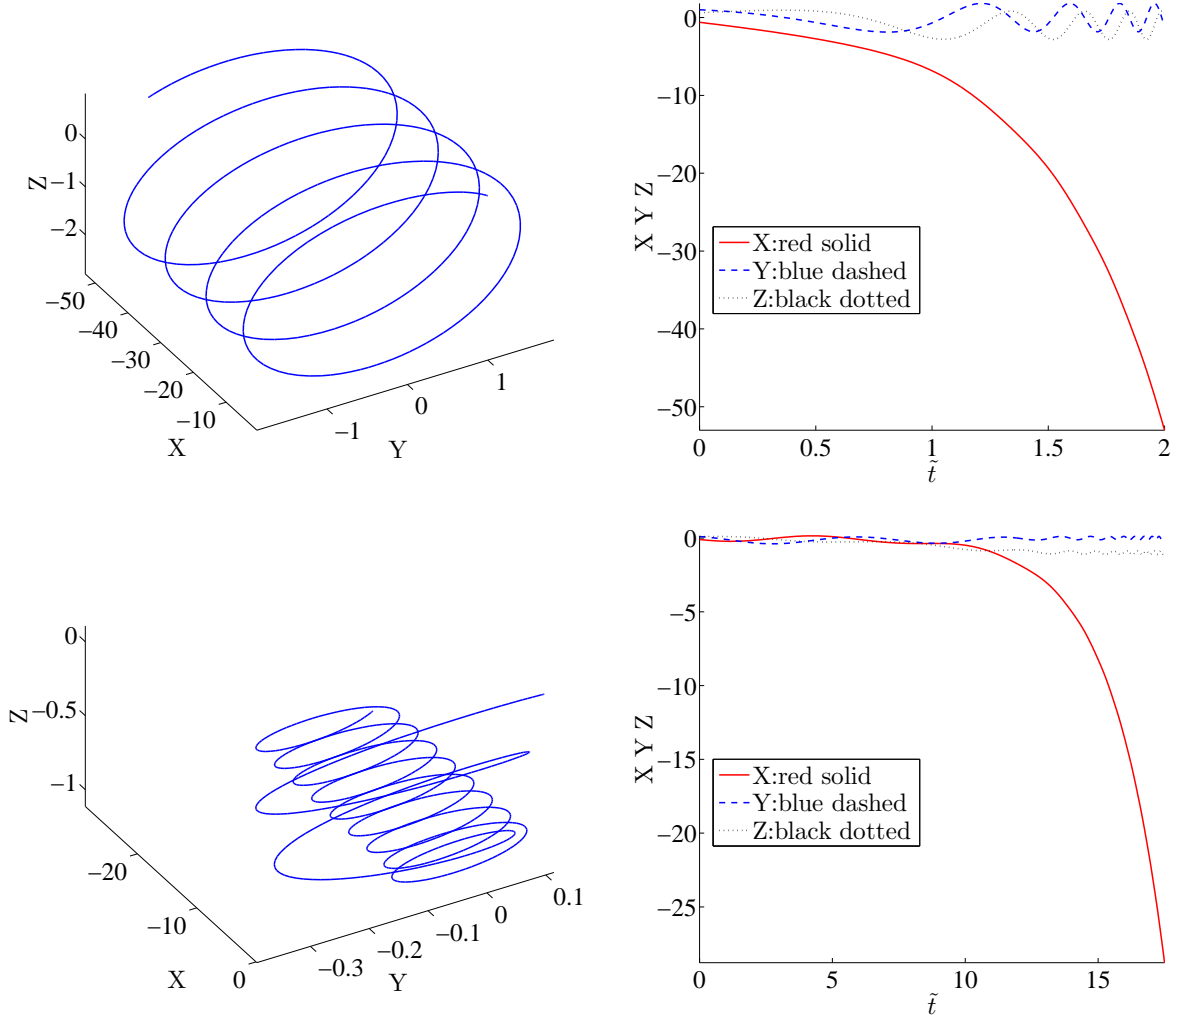 0
−1
−2
Z
−50
−40
−30
−20
−10
X
−1
0
1
Y
0
−10
−20
−30
−40
−50
X Y Z
X:red solid
Y:blue dashed
Z:black dotted
0 0.5 1 1.5 2
t̃
0
−0.5
−1
Z
−20
−10
0
X
−0.3
−0.2
−0.1
0
0.1
Y
0
−5
−10
−15
−20
−25
X Y Z
X:red solid
Y:blue dashed
Z:black dotted
0 5 10 15
t̃